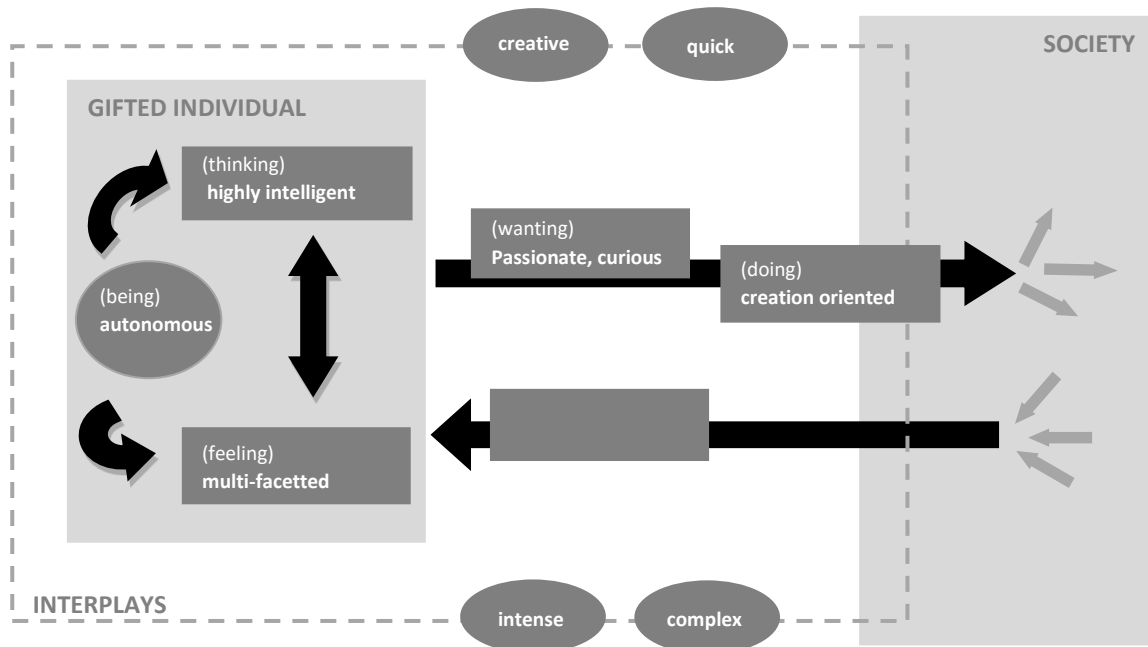 creative
quick
SOCIETY
GIFTED INDIVIDUAL
(thinking)
highly intelligent
(wanting)
Passionate, curious
(doing)
creation oriented
(being)
autonomous
(feeling)
multi-facetted
INTERPLAYS
intense
complex